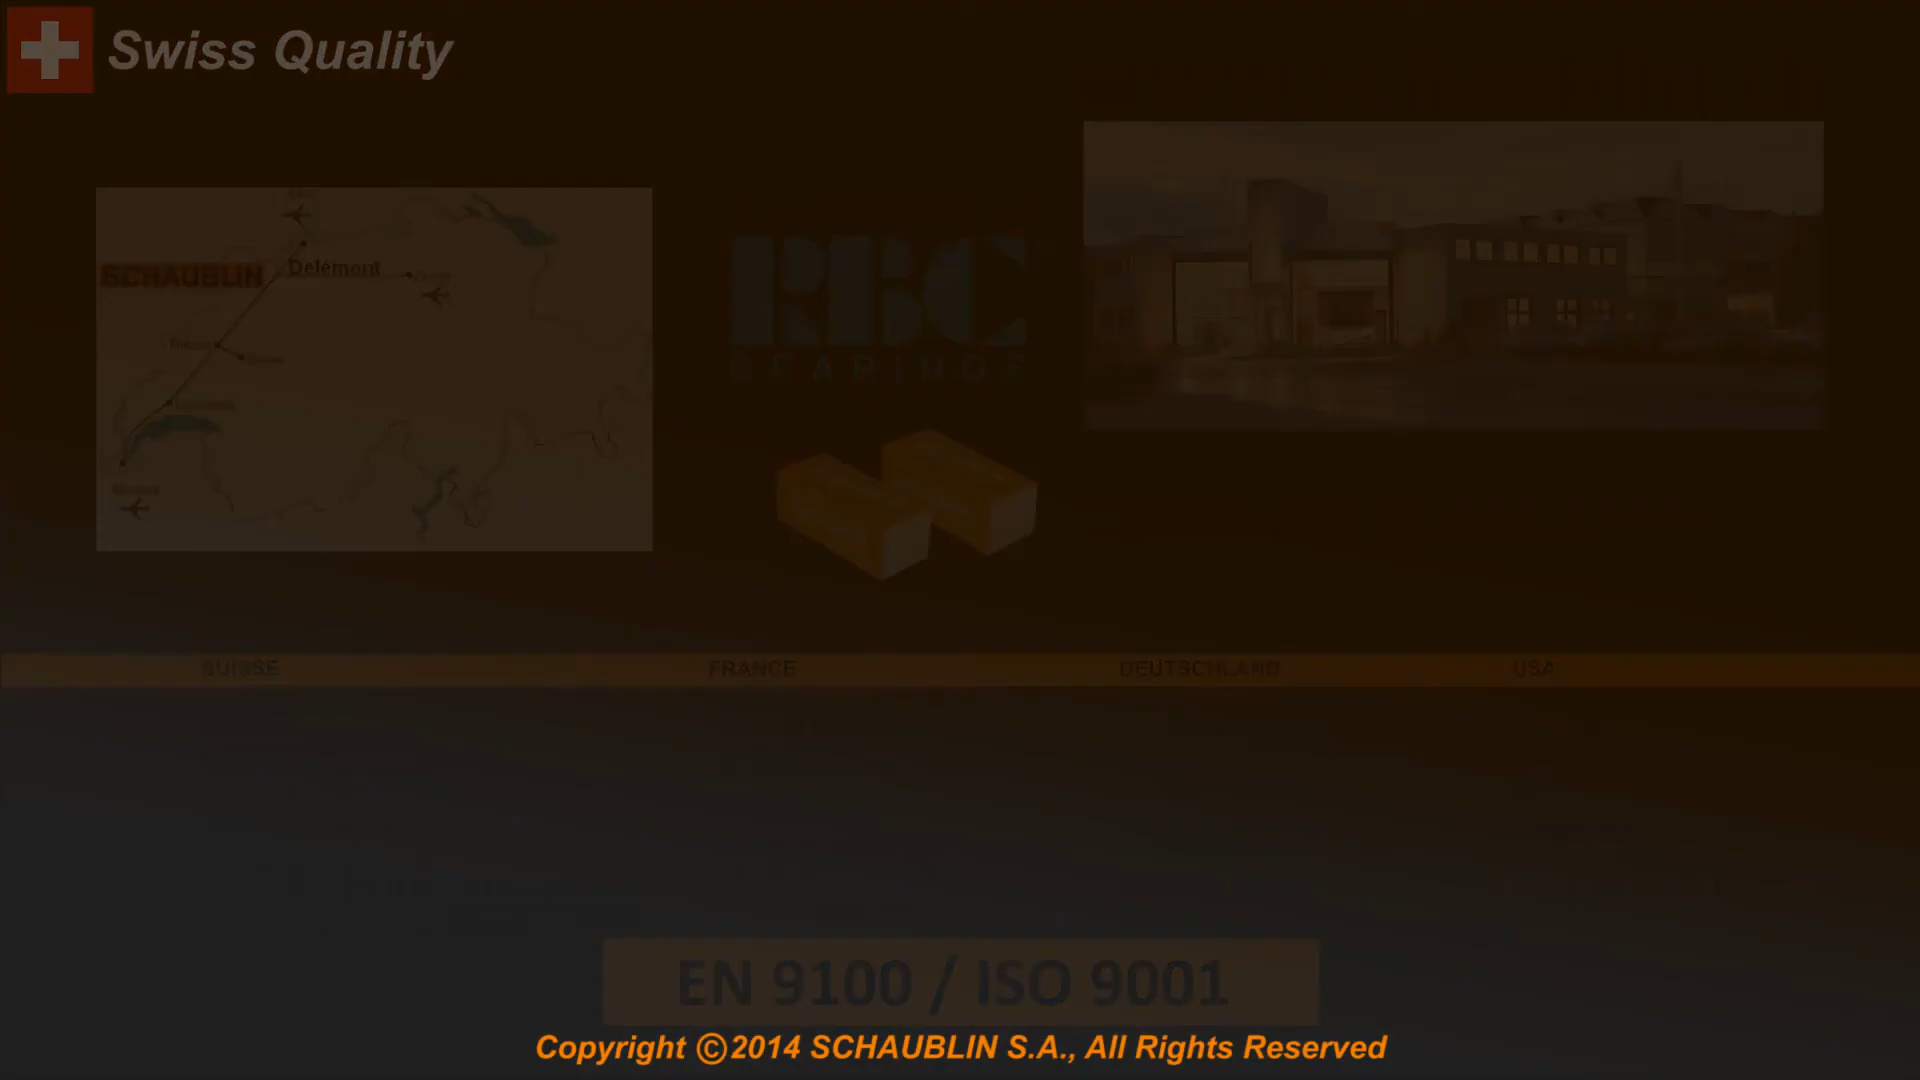 Swiss Quality
SCHAUBLIN
Delémont
RBC
BEARINGS
SUISSE
FRANCE
DEUTSCHLAND
USA
EN 9100 / ISO 9001
Copyright ©2014 SCHAUBLIN S.A., All Rights Reserved